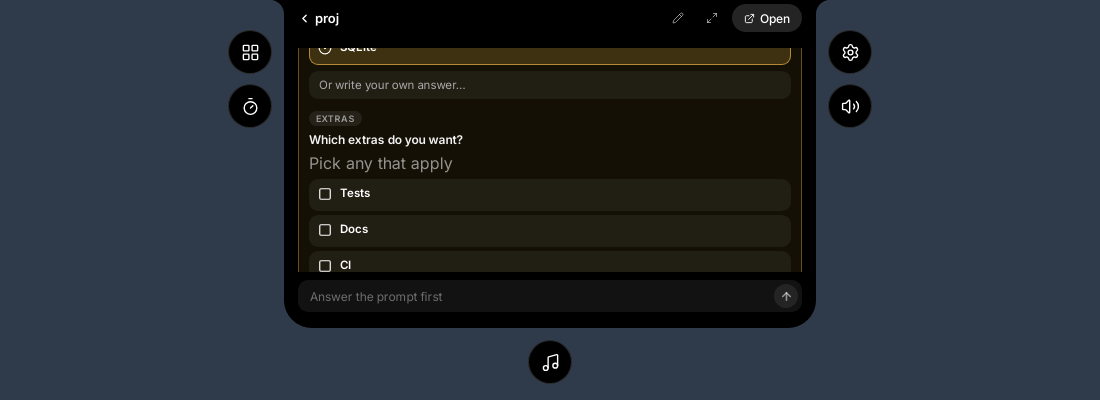 proj
Open
SQLite
Or write your own answer...
EXTRAS
Which extras do you want?
Pick any that apply
Tests
Docs
CI
Answer the prompt first